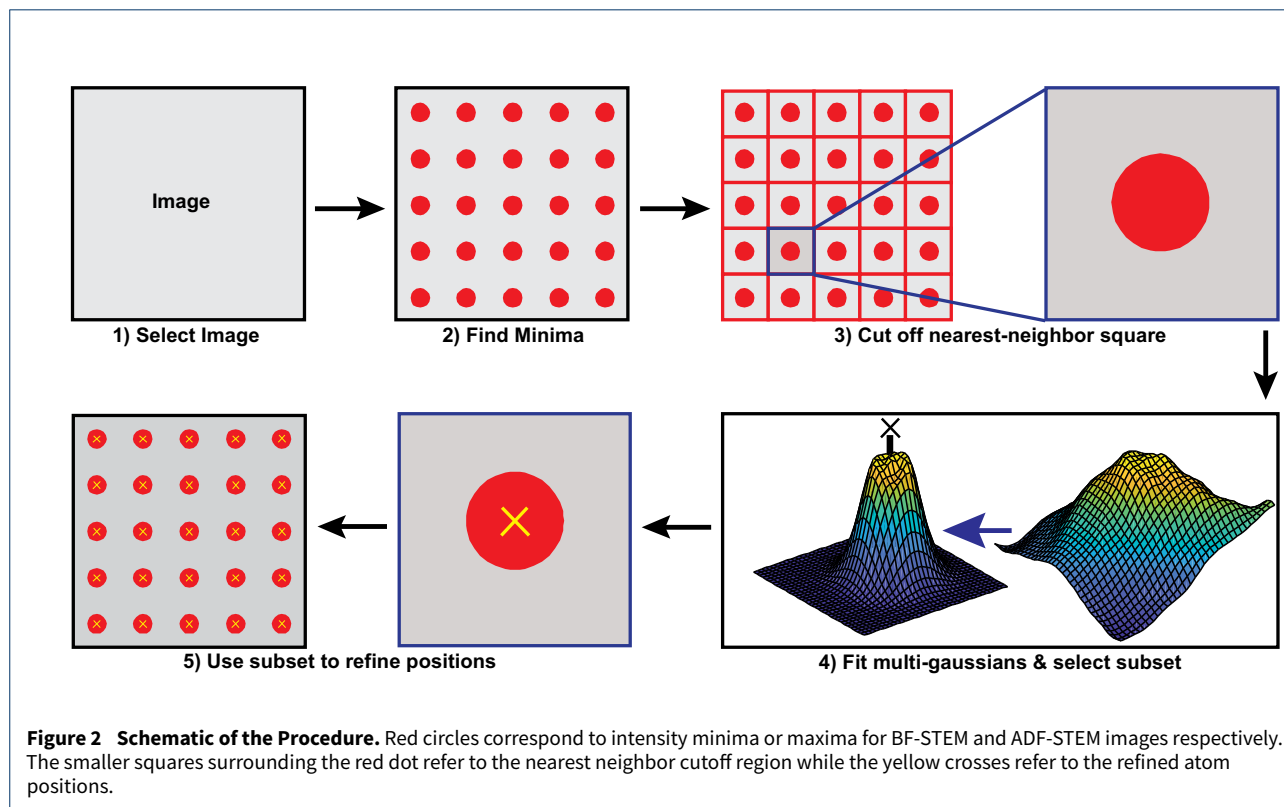 Image
1) Select Image
2) Find Minima
3) Cut off nearest-neighbor square
4) Fit multi-gaussians & select subset
5) Use subset to refine positions
Figure 2 Schematic of the Procedure. Red circles correspond to intensity minima or maxima for BF-STEM and ADF-STEM images respectively.
The smaller squares surrounding the red dot refer to the nearest neighbor cutoff region while the yellow crosses refer to the refined atom
positions.